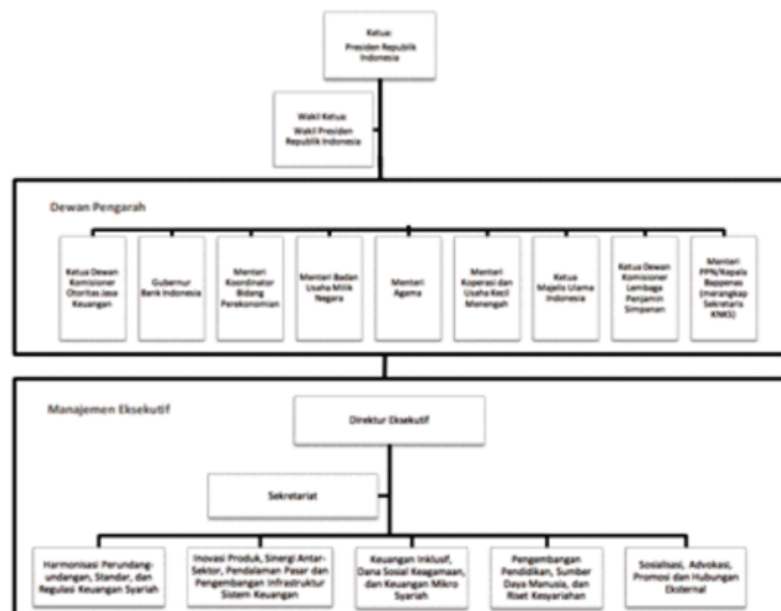 Ketua:
Presiden Republik
Indonesia
Wakil Ketua:
Wakil Presiden
Republik Indonesia
Dewan Pengarah
Ketua Dewan
Komisioner
Otoritas Jasa
Keuangan
Gubernur
Bank Indonesia
Menteri
Koordinator
Bidang
Perekonomian
Menteri Badan
Usaha Milik
Negara
Menteri
Agama
Menteri
Koperasi dan
Usaha Kecil
Menengah
Ketua
Majelis Ulama
Indonesia
Ketua Dewan
Komisioner
Lembaga
Penjamin
Simpanan
Menteri
PPN/Kepala
Bappenas
(merangkap
Sekretaris
KNKS)
Manajemen Eksekutif
Direktur Eksekutif
Sekretariat
Harmonisasi Perundang-
undangan, Standar, dan
Regulasi Keuangan Syariah
Inovasi Produk, Sinergi Antar-
Sektor, Pendalaman Pasar dan
Pengembangan Infrastruktur
Sistem Keuangan
Keuangan Inklusif,
Dana Sosial Keagamaan,
dan Keuangan Mikro
Syariah
Pengembangan
Pendidikan, Sumber
Daya Manusia, dan
Riset Kesyariahan
Sosialisasi, Advokasi,
Promosi dan Hubungan
Eksternal